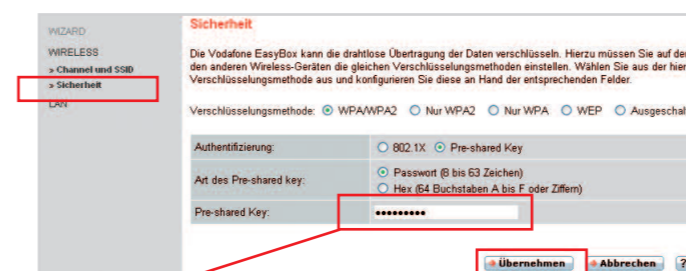 WIZARD
WIRELESS
» Channel und SSID
» Sicherheit
LAN
Sicherheit
Die Vodafone EasyBox kann die drahtlose Übertragung der Daten verschlüsseln. Hierzu müssen Sie auf
den anderen Wireless-Geräten die gleichen Verschlüsselungsmethoden einstellen. Wählen Sie aus der
Verschlüsselungsmethode aus und konfigurieren Sie diese an Hand der entsprechenden Felder.
Verschlüsselungsmethode: WPA/WPA2 Nur WPA2 Nur WPA WEP
Authentifizierung: 802.1X Pre-shared Key
Art des Pre-shared key: Passwort (8 bis 63 Zeichen)
Hex (64 Buchstaben A bis F oder Ziffern)
Pre-shared Key: •••••••••
Übernehmen Abbrechen ?